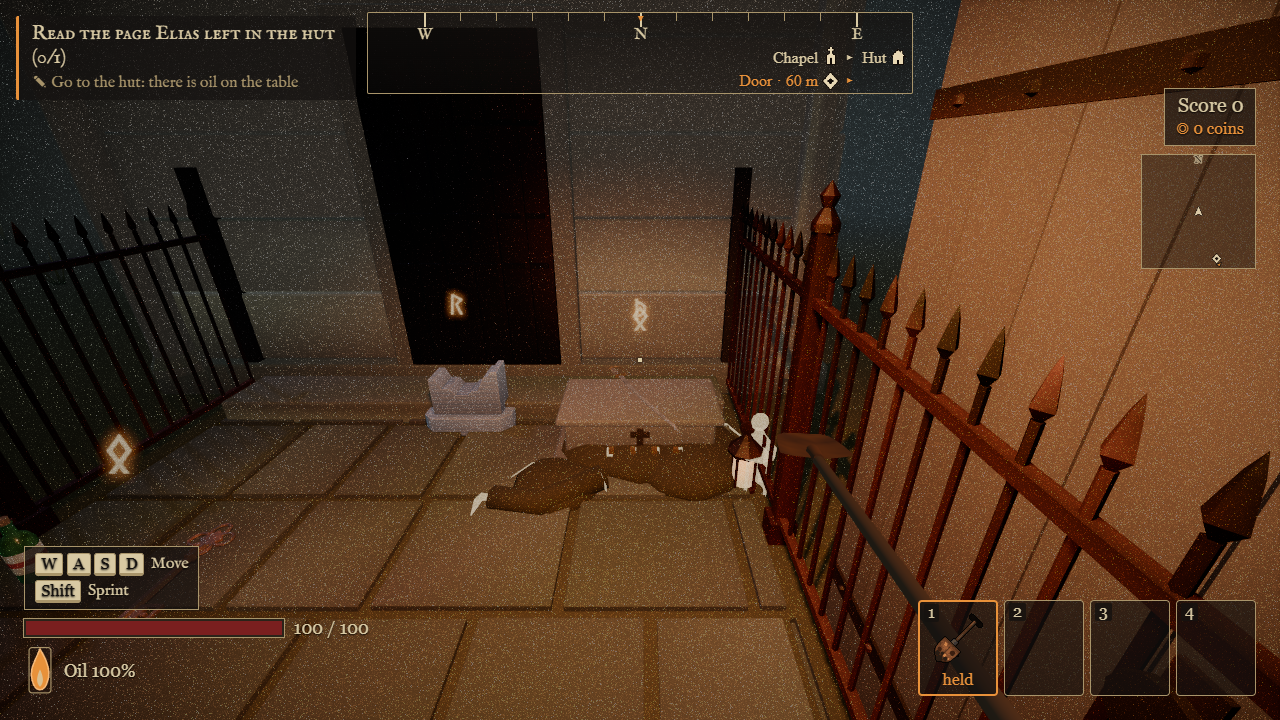 Read the page Elias left in the hut
(0/1)
Go to the hut: there is oil on the table
W N E
Chapel Hut
Door · 60 m
Score 0
0 coins
ᚱ
ᛟ
W A S D Move
Shift Sprint
100 / 100
Oil 100%
1 2 3 4
held